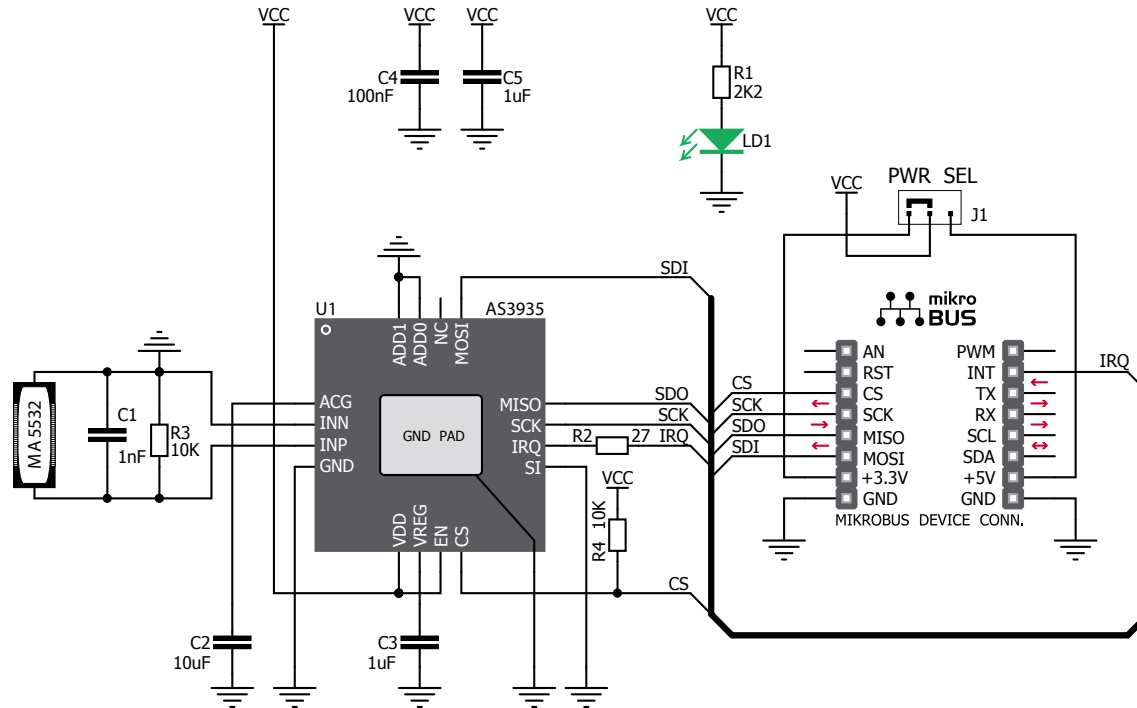 VCC VCC VCC VCC
C4
100nF
C5
1uF
R1
2K2
LD1
PWR SEL
VCC
J1
SDI
U1
AS3935
ADD1
ADD0
NC
MOSI
mikro
BUS
AN
RST
CS
SCK
MISO
MOSI
+3.3V
GND
PWM
INT
TX
RX
SCL
SDA
+5V
GND
IRQ
MIKROBUS DEVICE CONN.
CS
SCK
SDO
SDI
MA5532
C1
1nF
R3
10K
ACG
INN
INP
GND
GND PAD
MISO
SCK
IRQ
SI
SDO
SCK
R2 27 IRQ
VCC
R4 10K
VDD
VREG
EN
CS
CS
C2
10uF
C3
1uF